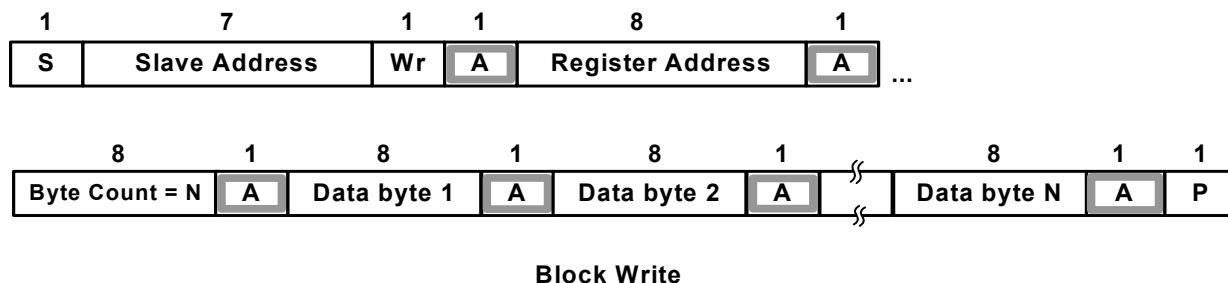 1 7 1 1 8 1
S Slave Address Wr A Register Address A ...
8 1 8 1 8 1 8 1 1
Byte Count = N A Data byte 1 A Data byte 2 A Data byte N A P
Block Write